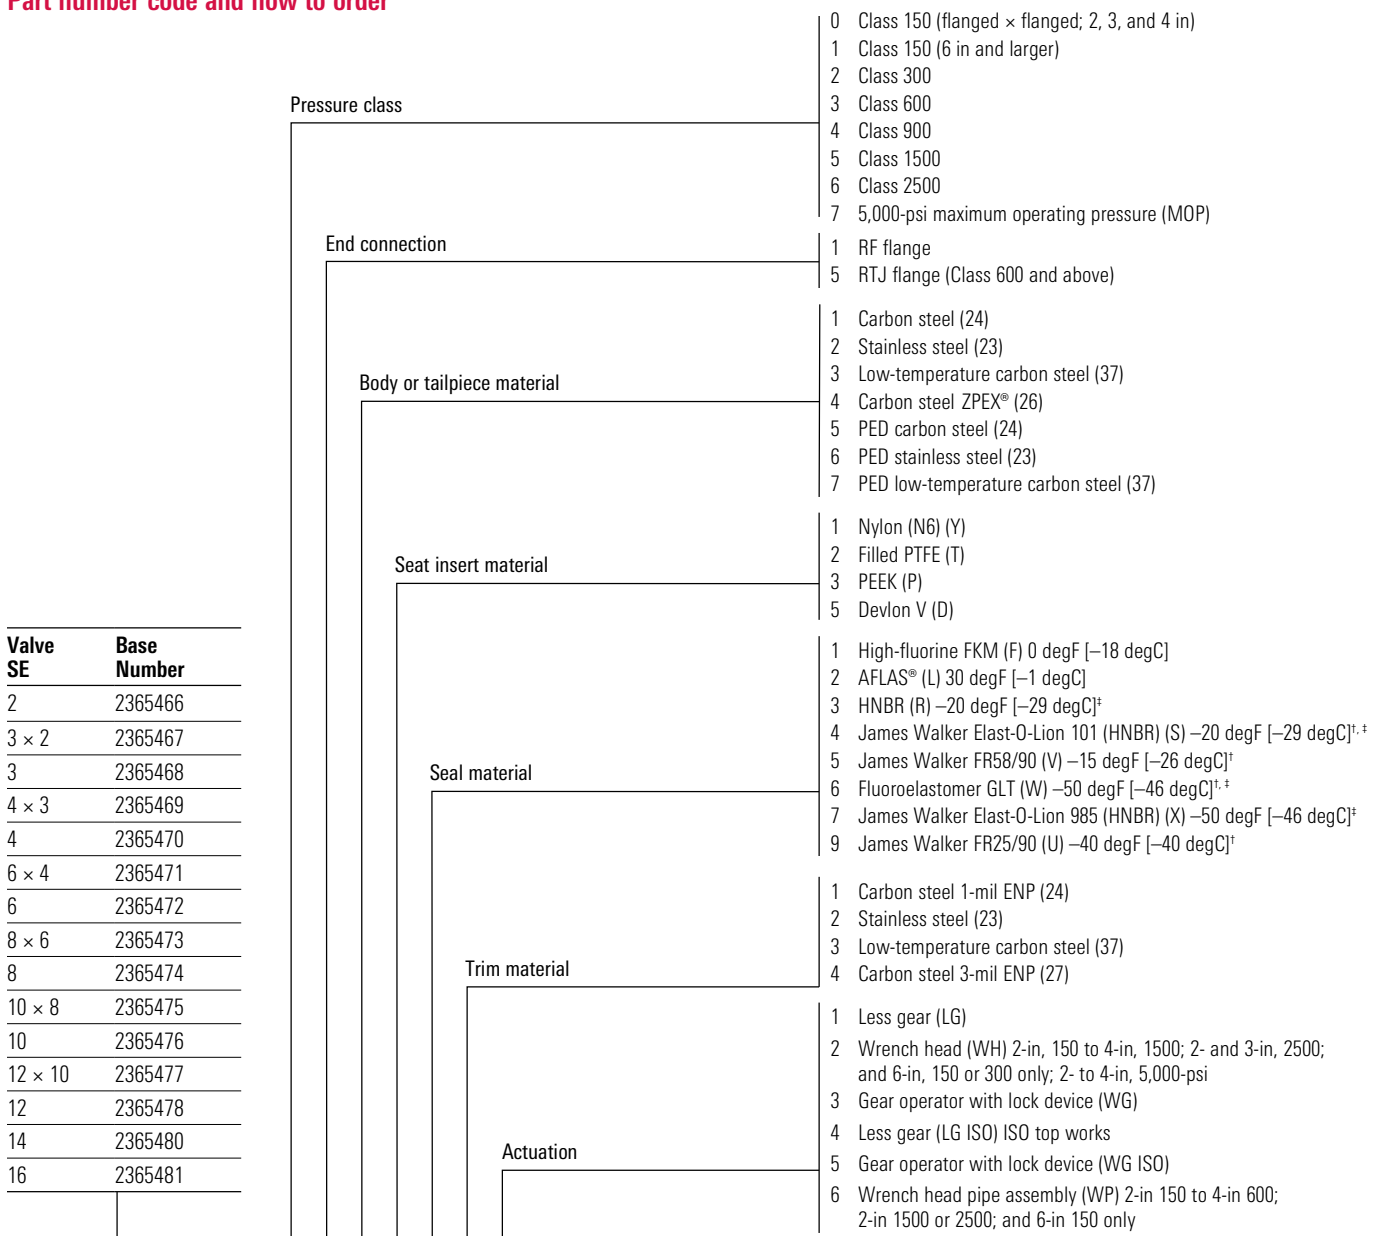 Part number code and how to order
0 Class 150 (flanged × flanged; 2, 3, and 4 in)
1 Class 150 (6 in and larger)
2 Class 300
Pressure class
3 Class 600
4 Class 900
5 Class 1500
6 Class 2500
7 5,000-psi maximum operating pressure (MOP)
End connection
1 RF flange
5 RTJ flange (Class 600 and above)
Body or tailpiece material
1 Carbon steel (24)
2 Stainless steel (23)
3 Low-temperature carbon steel (37)
4 Carbon steel ZPEX® (26)
5 PED carbon steel (24)
6 PED stainless steel (23)
7 PED low-temperature carbon steel (37)
Seat insert material
1 Nylon (N6) (Y)
2 Filled PTFE (T)
3 PEEK (P)
5 Devlon V (D)
Seal material
1 High-fluorine FKM (F) 0 degF [–18 degC]
2 AFLAS® (L) 30 degF [–1 degC]
3 HNBR (R) –20 degF [–29 degC]‡
4 James Walker Elast-O-Lion 101 (HNBR) (S) –20 degF [–29 degC]†, ‡
5 James Walker FR58/90 (V) –15 degF [–26 degC]†
6 Fluoroelastomer GLT (W) –50 degF [–46 degC]†, ‡
7 James Walker Elast-O-Lion 985 (HNBR) (X) –50 degF [–46 degC]‡
9 James Walker FR25/90 (U) –40 degF [–40 degC]†
Trim material
1 Carbon steel 1-mil ENP (24)
2 Stainless steel (23)
3 Low-temperature carbon steel (37)
4 Carbon steel 3-mil ENP (27)
Actuation
1 Less gear (LG)
2 Wrench head (WH) 2-in, 150 to 4-in, 1500; 2- and 3-in, 2500;
and 6-in, 150 or 300 only; 2- to 4-in, 5,000-psi
3 Gear operator with lock device (WG)
4 Less gear (LG ISO) ISO top works
5 Gear operator with lock device (WG ISO)
6 Wrench head pipe assembly (WP) 2-in 150 to 4-in 600;
2-in 1500 or 2500; and 6-in 150 only
Valve Base
SE Number
2 2365466
3 × 2 2365467
3 2365468
4 × 3 2365469
4 2365470
6 × 4 2365471
6 2365472
8 × 6 2365473
8 2365474
10 × 8 2365475
10 2365476
12 × 10 2365477
12 2365478
14 2365480
16 2365481